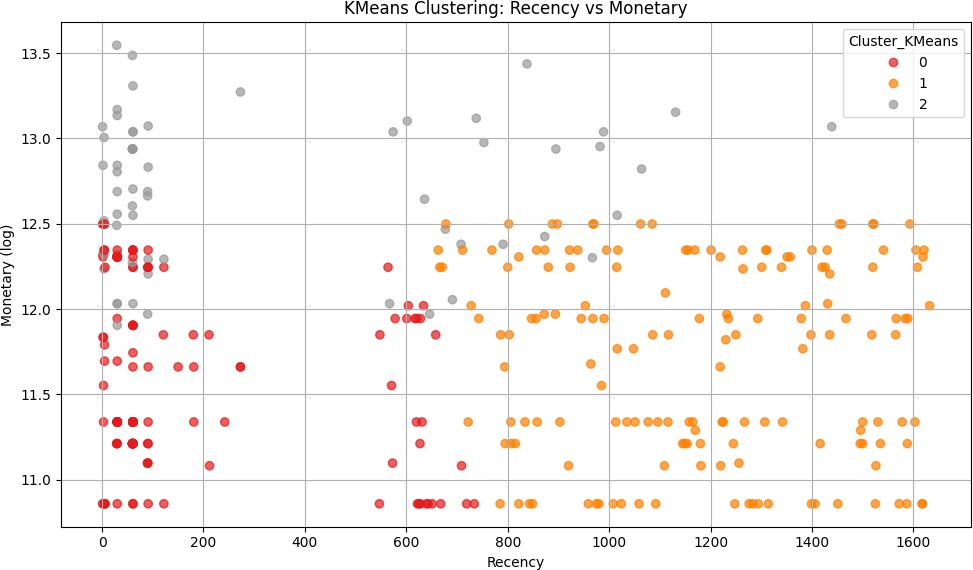 KMeans Clustering: Recency vs Monetary
Cluster_KMeans
0
1
2
Monetary (log)
13.5
13.0
12.5
12.0
11.5
11.0
0 200 400 600 800 1000 1200 1400 1600
Recency